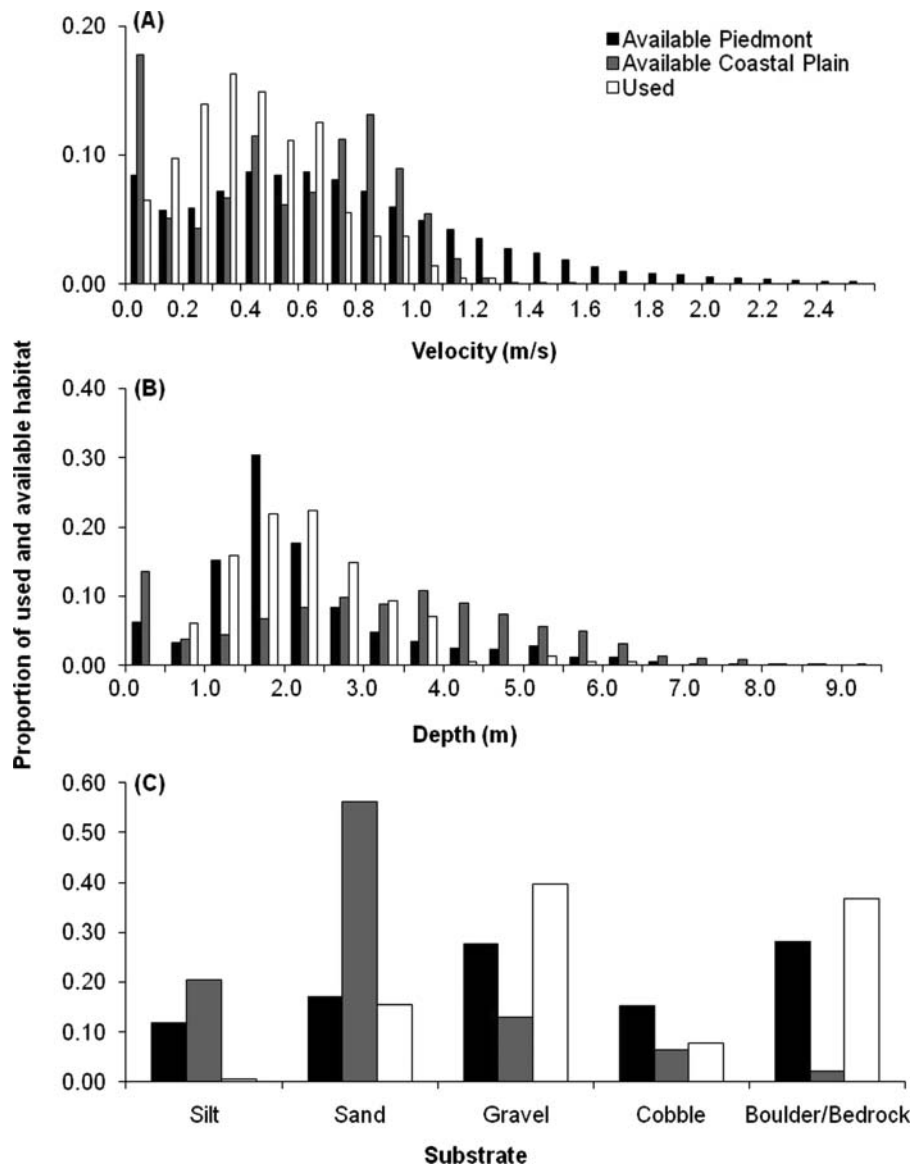 Proportion of used and available habitat
(A)
Available Piedmont
Available Coastal Plain
Used
0.20
0.10
0.00
0.0 0.2 0.4 0.6 0.8 1.0 1.2 1.4 1.6 1.8 2.0 2.2 2.4
Velocity (m/s)
(B)
0.40
0.30
0.20
0.10
0.00
0.0 1.0 2.0 3.0 4.0 5.0 6.0 7.0 8.0 9.0
Depth (m)
(C)
0.60
0.50
0.40
0.30
0.20
0.10
0.00
Silt Sand Gravel Cobble Boulder/Bedrock
Substrate